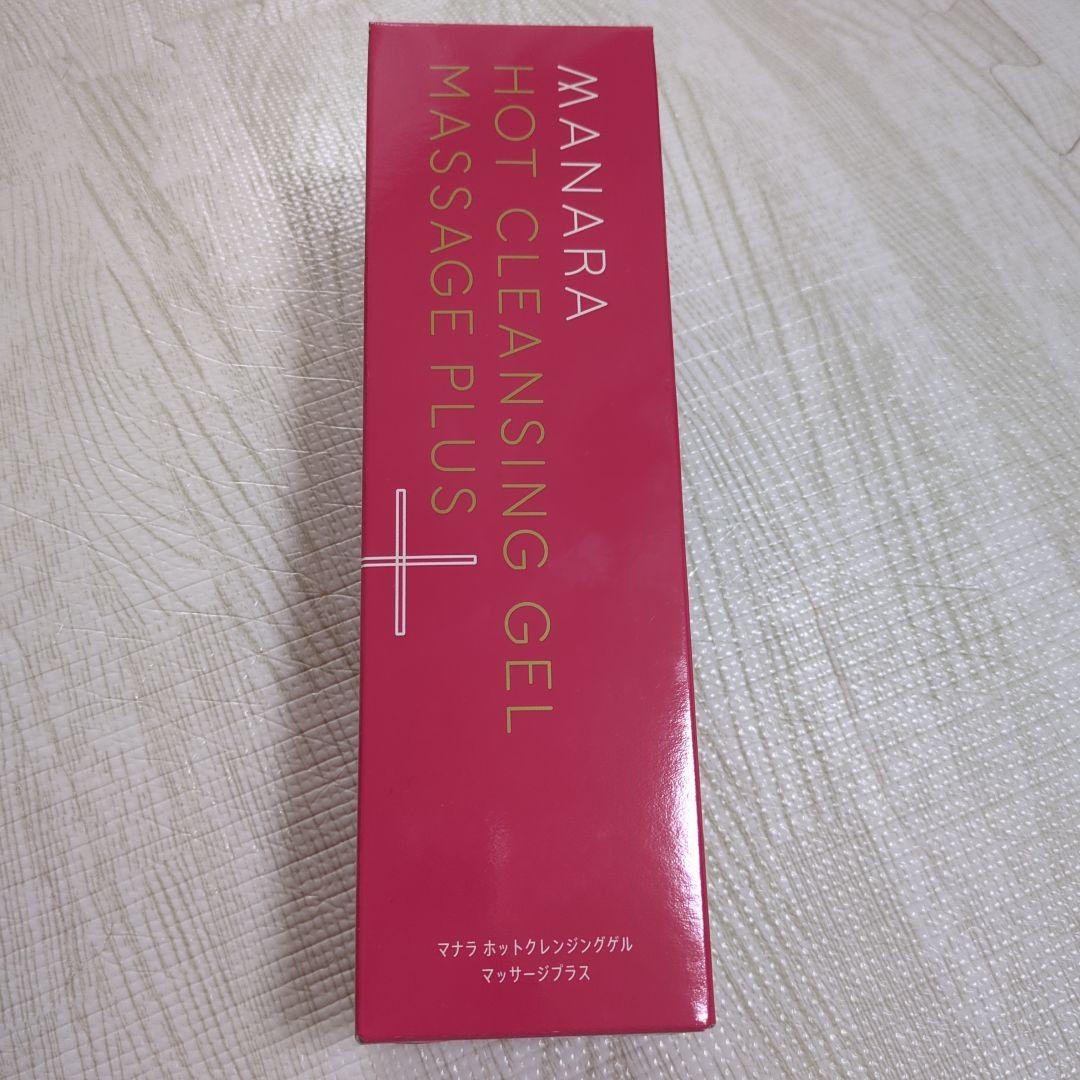 MANARA
HOT CLEANSING GEL
MASSAGE PLUS
マナラ ホットクレンジングゲル
マッサージプラス